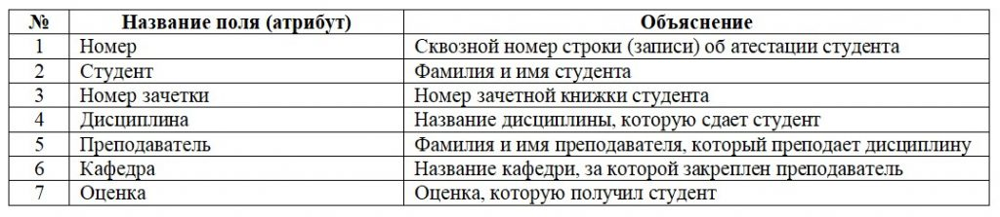 № Название поля (атрибут) Объяснение
1 Номер Сквозной номер строки (записи) об атестации студента
2 Студент Фамилия и имя студента
3 Номер зачетки Номер зачетной книжки студента
4 Дисциплина Название дисциплины, которую сдает студент
5 Преподаватель Фамилия и имя преподавателя, который преподает дисциплину
6 Кафедра Название кафедри, за которой закреплен преподаватель
7 Оценка Оценка, которую получил студент